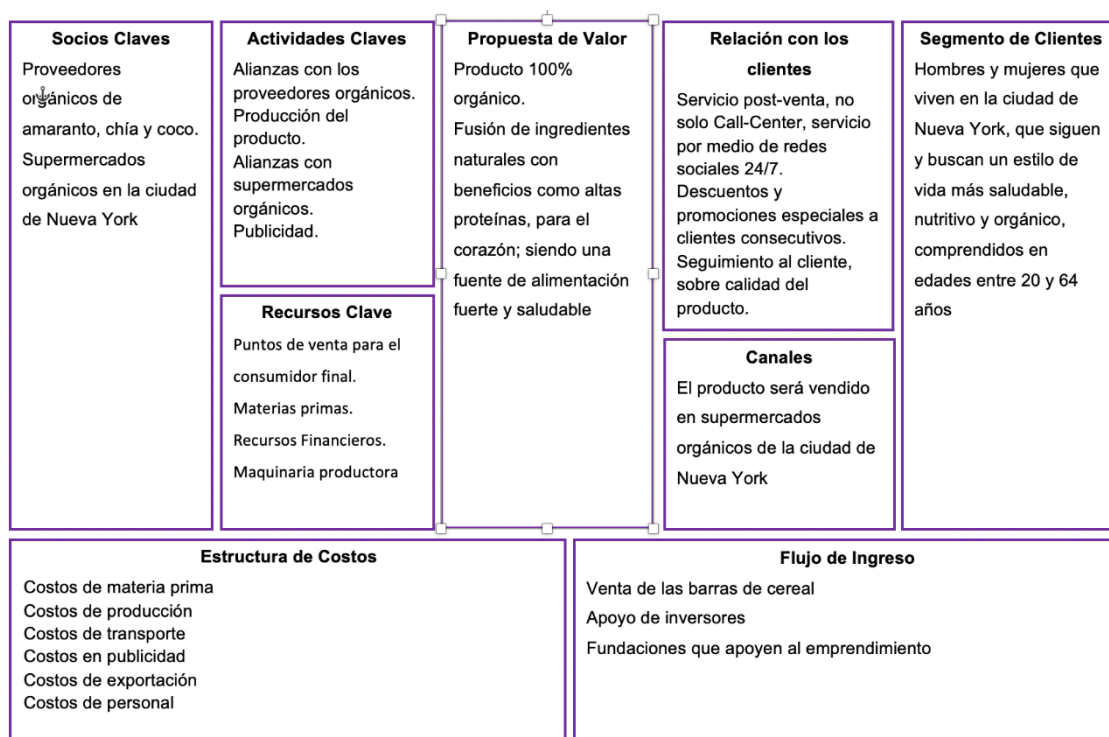 Socios Claves
Proveedores
orgánicos de
amaranto, chía y coco.
Supermercados
orgánicos en la ciudad
de Nueva York
Actividades Claves
Alianzas con los
proveedores orgánicos.
Producción del
producto.
Alianzas con
supermercados
orgánicos.
Publicidad.
Recursos Clave
Puntos de venta para el
consumidor final.
Materias primas.
Recursos Financieros.
Maquinaria productora
Propuesta de Valor
Producto 100%
orgánico.
Fusión de ingredientes
naturales con
beneficios como altas
proteínas, para el
corazón; siendo una
fuente de alimentación
fuerte y saludable
Relación con los
clientes
Servicio post-venta, no
solo Call-Center, servicio
por medio de redes
sociales 24/7.
Descuentos y
promociones especiales a
clientes consecutivos.
Seguimiento al cliente,
sobre calidad del
producto.
Canales
El producto será vendido
en supermercados
orgánicos de la ciudad de
Nueva York
Segmento de Clientes
Hombres y mujeres que
viven en la ciudad de
Nueva York, que siguen
y buscan un estilo de
vida más saludable,
nutritivo y orgánico,
comprendidos en
edades entre 20 y 64
años
Estructura de Costos
Costos de materia prima
Costos de producción
Costos de transporte
Costos en publicidad
Costos de exportación
Costos de personal
Flujo de Ingreso
Venta de las barras de cereal
Apoyo de inversores
Fundaciones que apoyen al emprendimiento